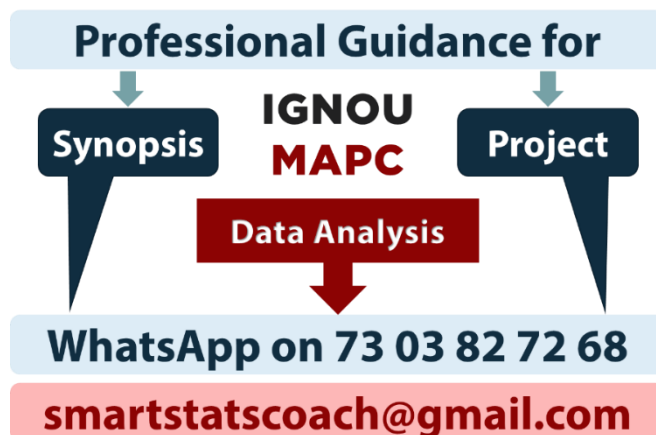 Professional Guidance for
IGNOU
MAPC
Synopsis
Project
Data Analysis
WhatsApp on 73 03 82 72 68
smartstatscoach@gmail.com